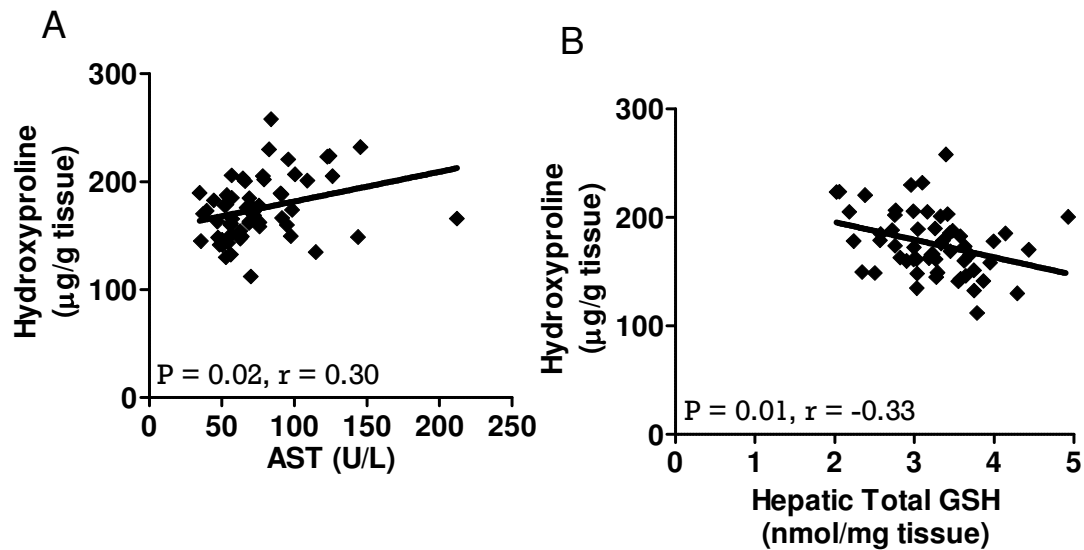 A
300
200
100
0
Hydroxyproline
(μg/g tissue)
P = 0.02, r = 0.30
0 50 100 150 200 250
AST (U/L)
B
300
200
100
0
Hydroxyproline
(μg/g tissue)
P = 0.01, r = -0.33
0 1 2 3 4 5
Hepatic Total GSH
(nmol/mg tissue)